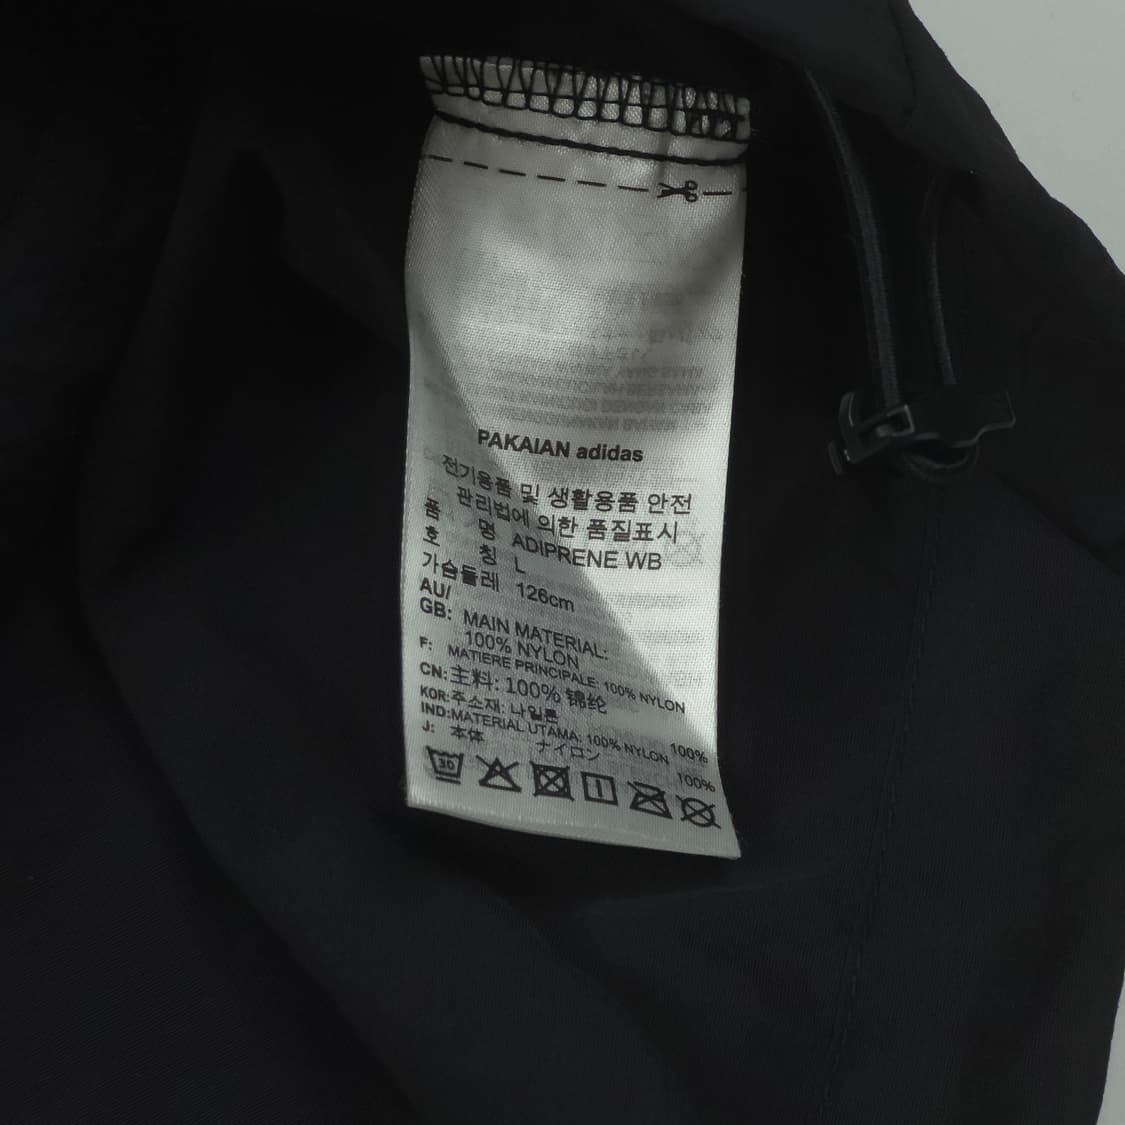 PAKAIAN adidas
전기용품 및 생활용품 안전
관리법에 의한 품질표시
품 명 ADIPRENE WB
호 칭 L
가슴둘레 126cm
AU/
GB: MAIN MATERIAL:
100% NYLON
F: MATIERE PRINCIPALE: 100% NYLON
CN:主料: 100% 锦纶
KOR:주소재: 나일론 100%
IND:MATERIAL UTAMA: 100% NYLON
J: 本体 ナイロン 100%
30